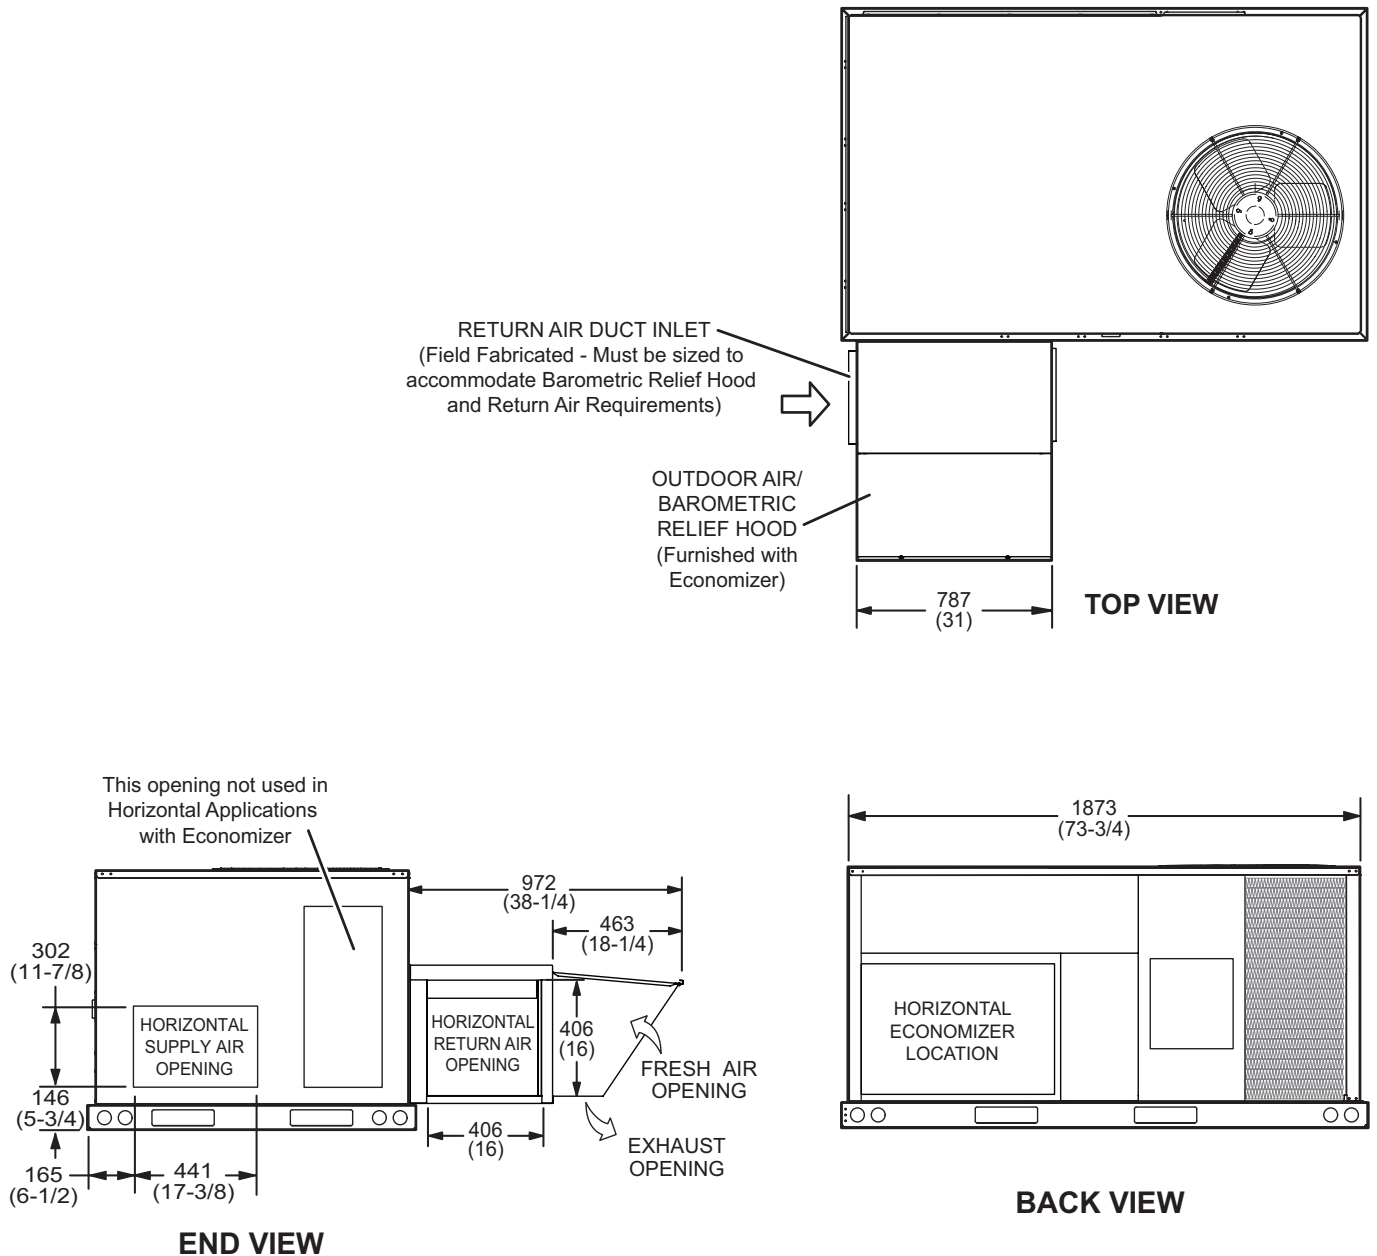 RETURN AIR DUCT INLET
(Field Fabricated - Must be sized to
accommodate Barometric Relief Hood
and Return Air Requirements)
OUTDOOR AIR/
BAROMETRIC
RELIEF HOOD
(Furnished with
Economizer)
787
(31)
TOP VIEW
This opening not used in
Horizontal Applications
with Economizer
972
(38-1/4)
463
(18-1/4)
302
(11-7/8)
HORIZONTAL
SUPPLY AIR
OPENING
HORIZONTAL
RETURN AIR
OPENING
406
(16)
FRESH AIR
OPENING
146
(5-3/4)
406
(16)
EXHAUST
OPENING
165
(6-1/2)
441
(17-3/8)
END VIEW
1873
(73-3/4)
HORIZONTAL
ECONOMIZER
LOCATION
BACK VIEW